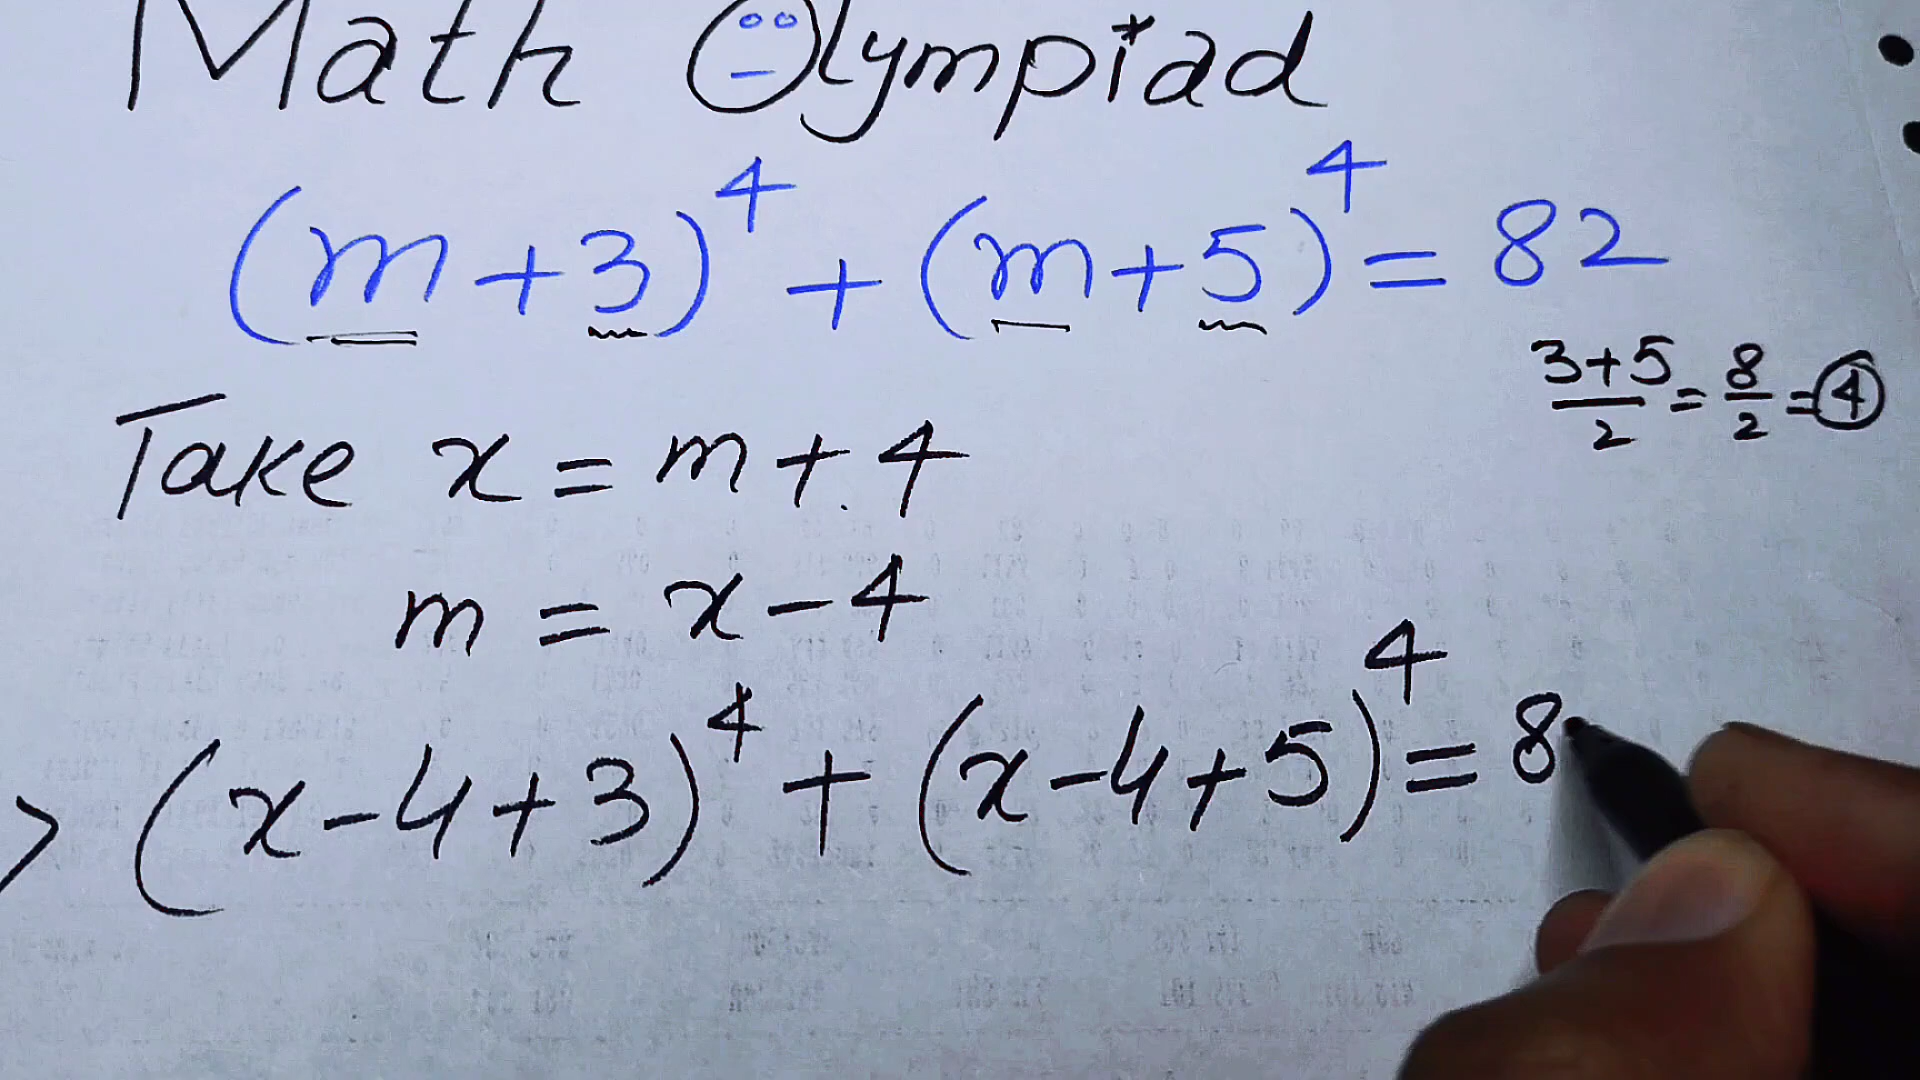 Math Olympiad
(m+3)⁴ + (m+5)⁴ = 82
3+5/2 = 8/2 = 4
Take x = m+4
m = x-4
> (x-4+3)⁴ + (x-4+5)⁴ = 8